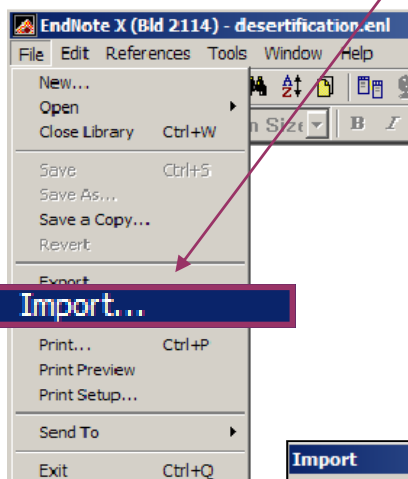 EndNote X (Bld 2114) - desertification.enl
File Edit References Tools Window Help
New...
Open
Close Library Ctrl+W
Size B I
Save Ctrl+S
Save As...
Save a Copy...
Revert
Export
Import...
Print... Ctrl+P
Print Preview
Print Setup...
Send To
Exit Ctrl+Q
Import